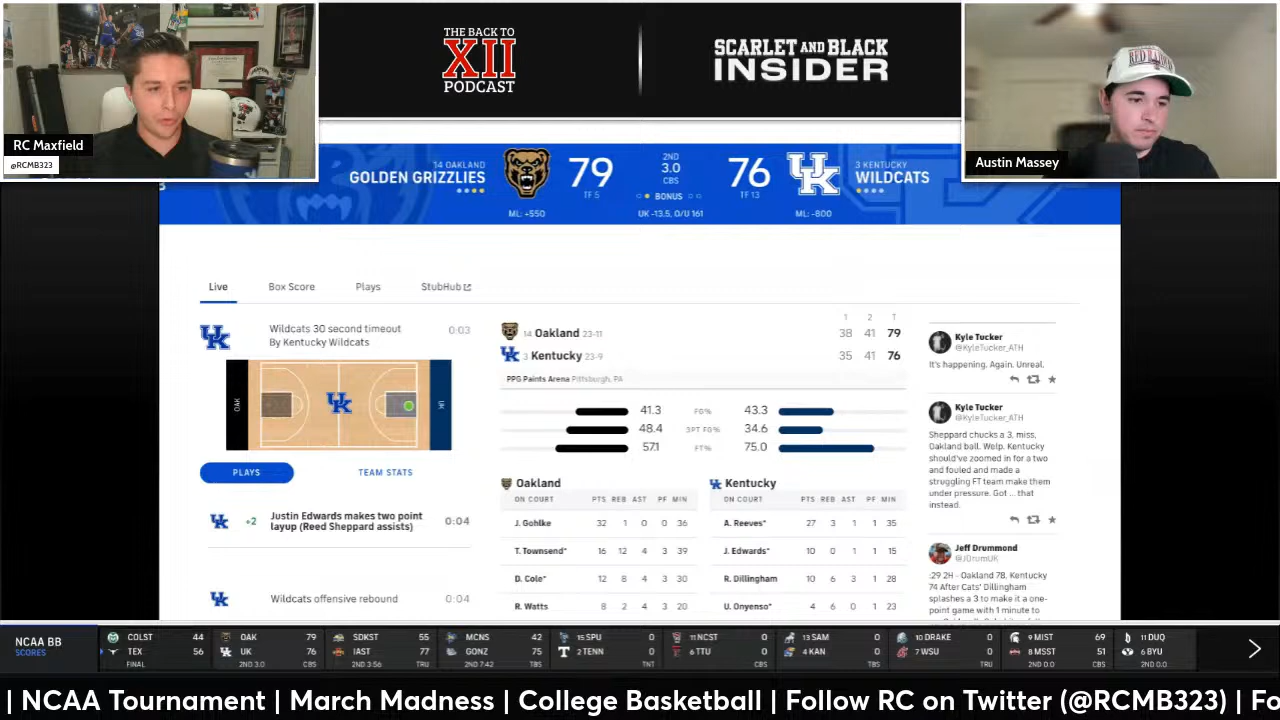 THE BACK TO
XII
PODCAST
SCARLET AND BLACK
INSIDER
RED RAIDERS
RC Maxfield
@RCMB323
Austin Massey
14 OAKLAND
GOLDEN GRIZZLIES
79
TF 5
ML: +550
2ND
3.0
CBS
BONUS
UK -13.5, O/U 161
76
TF 13
ML: -800
3 KENTUCKY
WILDCATS
Live Box Score Plays StubHub
Wildcats 30 second timeout
By Kentucky Wildcats
0:03
OAK
UK
PLAYS
TEAM STATS
+2 Justin Edwards makes two point
layup (Reed Sheppard assists)
0:04
Wildcats offensive rebound 0:04
1 2 T
14 Oakland 23-11 38 41 79
3 Kentucky 23-9 35 41 76
PPG Paints Arena Pittsburgh, PA
41.3 FG% 43.3
48.4 3PT FG% 34.6
57.1 FT% 75.0
Oakland
ON COURT PTS REB AST PF MIN
J. Gohlke 32 1 0 0 36
T. Townsend* 16 12 4 3 39
D. Cole* 12 8 4 3 30
R. Watts 8 2 4 3 20
Kentucky
ON COURT PTS REB AST PF MIN
A. Reeves* 27 3 1 1 35
J. Edwards* 10 0 1 1 15
R. Dillingham 10 6 3 1 28
U. Onyenso* 4 6 0 1 23
Kyle Tucker
@KyleTucker_ATH
It's happening. Again. Unreal.
Kyle Tucker
@KyleTucker_ATH
Sheppard chucks a 3, miss,
Oakland ball. Welp. Kentucky
should've zoomed in for a two
and fouled and made a
struggling FT team make them
under pressure. Got ... that
instead.
Jeff Drummond
@JDrumUK
:29 2H - Oakland 78, Kentucky
74 After Cats' Dillingham
splashes a 3 to make it a one-
point game with 1 minute to
NCAA BB
SCORES
COLST 44
TEX 56
FINAL
OAK 79
UK 76
2ND 3.0 CBS
SDKST 55
IAST 77
2ND 3:56 TRU
MCNS 42
GONZ 75
2ND 7:42 TBS
15 SPU 0
2 TENN 0
TNT
11 NCST 0
6 TTU 0
CBS
13 SAM 0
4 KAN 0
TBS
10 DRAKE 0
7 WSU 0
TRU
9 MIST 69
8 MSST 51
2ND 0.0 CBS
11 DUQ
6 BYU
2ND 0.0
| NCAA Tournament | March Madness | College Basketball | Follow RC on Twitter (@RCMB323) | Fo